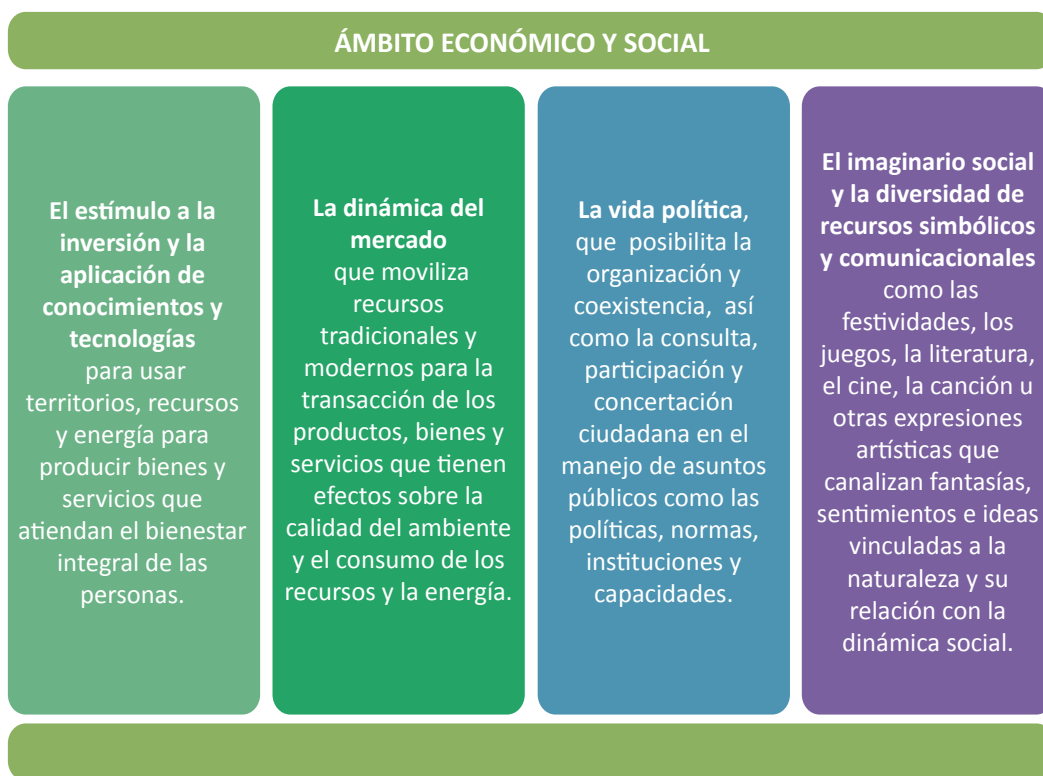 ÁMBITO ECONÓMICO Y SOCIAL
El estímulo a la
inversión y la
aplicación de
conocimientos y
tecnologías
para usar
territorios, recursos
y energía para
producir bienes y
servicios que
atiendan el bienestar
integral de las
personas.
La dinámica del
mercado
que moviliza
recursos
tradicionales y
modernos para la
transacción de los
productos, bienes y
servicios que tienen
efectos sobre la
calidad del ambiente
y el consumo de los
recursos y la energía.
La vida política,
que posibilita la
organización y
coexistencia, así
como la consulta,
participación y
concertación
ciudadana en el
manejo de asuntos
públicos como las
políticas, normas,
instituciones y
capacidades.
El imaginario social
y la diversidad de
recursos simbólicos
y comunicacionales
como las
festividades, los
juegos, la literatura,
el cine, la canción u
otras expresiones
artísticas que
canalizan fantasías,
sentimientos e ideas
vinculadas a la
naturaleza y su
relación con la
dinámica social.